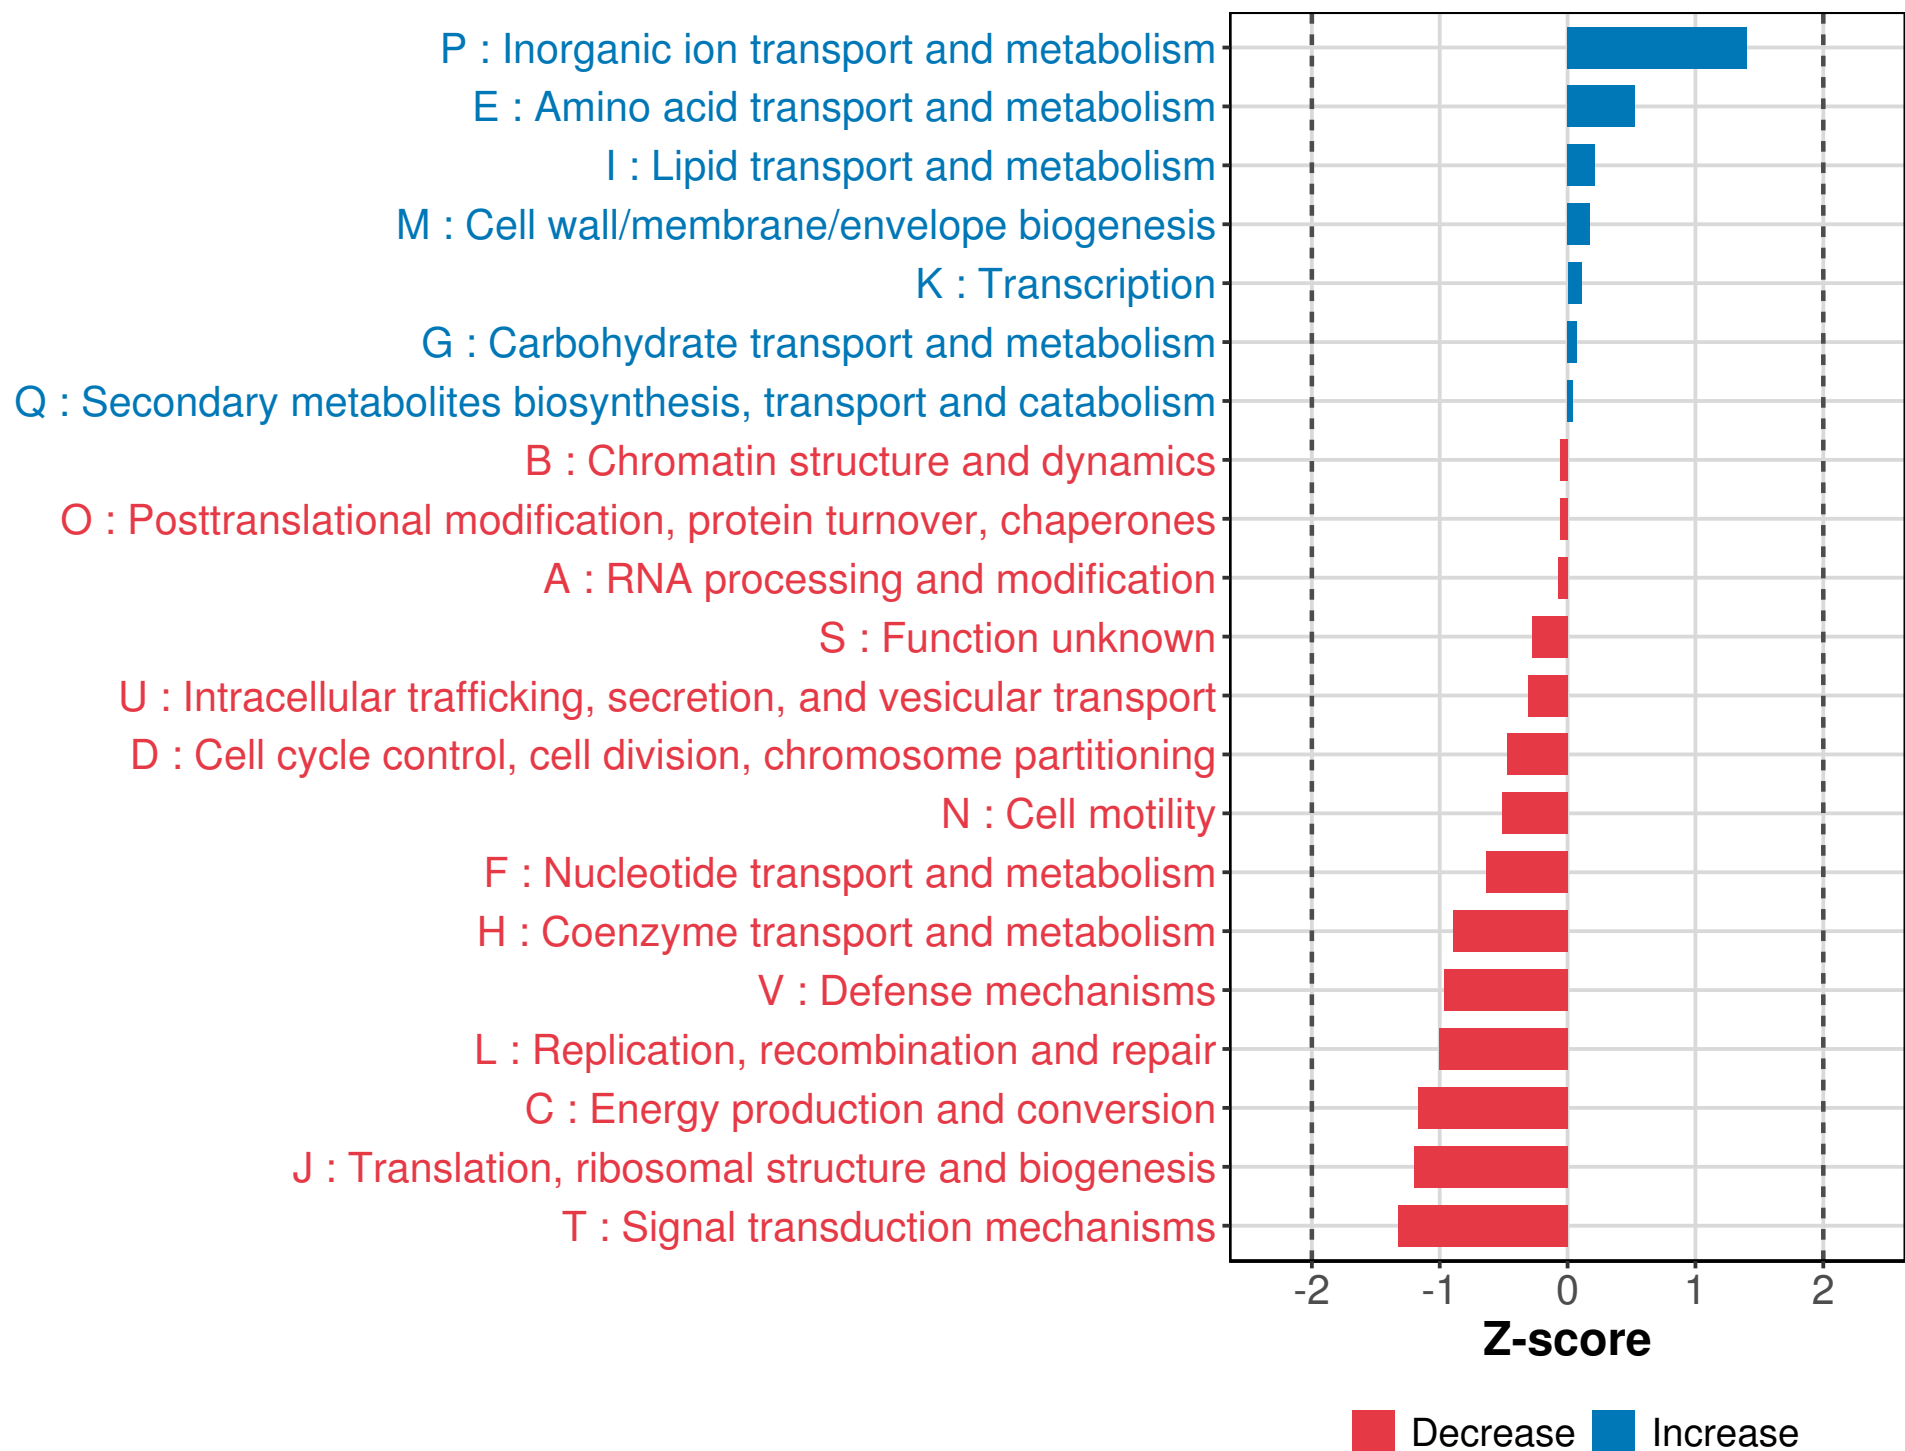 P : Inorganic ion transport and metabolism
E : Amino acid transport and metabolism
I : Lipid transport and metabolism
M : Cell wall/membrane/envelope biogenesis
K : Transcription
G : Carbohydrate transport and metabolism
Q : Secondary metabolites biosynthesis, transport and catabolism
B : Chromatin structure and dynamics
O : Posttranslational modification, protein turnover, chaperones
A : RNA processing and modification
S : Function unknown
U : Intracellular trafficking, secretion, and vesicular transport
D : Cell cycle control, cell division, chromosome partitioning
N : Cell motility
F : Nucleotide transport and metabolism
H : Coenzyme transport and metabolism
V : Defense mechanisms
L : Replication, recombination and repair
C : Energy production and conversion
J : Translation, ribosomal structure and biogenesis
T : Signal transduction mechanisms
-2 -1 0 1 2
Z-score
Decrease Increase